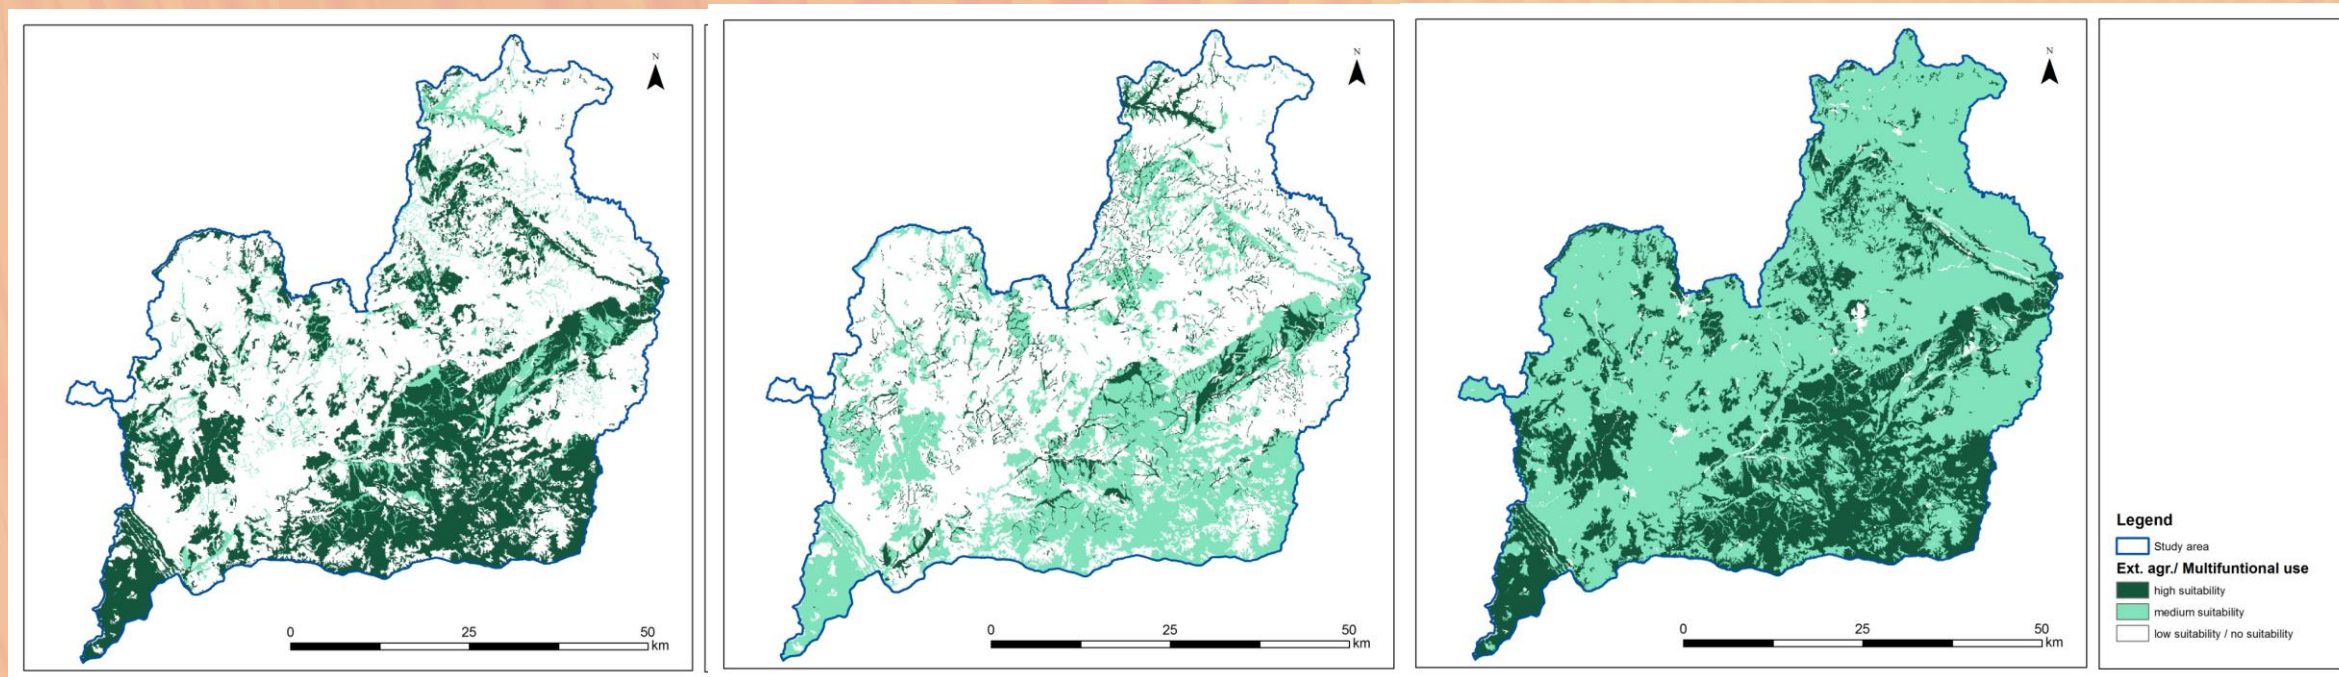 N
0 25 50
km
N
0 25 50
km
N
0 25 50
km
Legend
Study area
Ext. agr./ Multifuntional use
high suitability
medium suitability
low suitability / no suitability